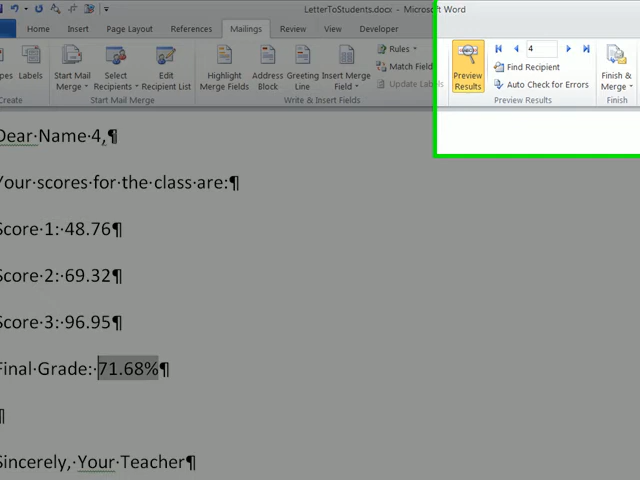 LetterToStudents.docx - Microsoft Word
Home Insert Page Layout References Mailings Review View Developer
Labels
Start Mail Merge
Select Recipients
Edit Recipient List
Highlight Merge Fields
Address Block
Greeting Line
Insert Merge Field
Rules
Match Field
Update Labels
Preview Results
4
Find Recipient
Auto Check for Errors
Finish & Merge
Create Start Mail Merge Write & Insert Fields Preview Results Finish
Dear·Name·4,¶
Your·scores·for·the·class·are:¶
Score·1:·48.76¶
Score·2:·69.32¶
Score·3:·96.95¶
Final·Grade:·71.68%¶
¶
Sincerely,·Your·Teacher¶